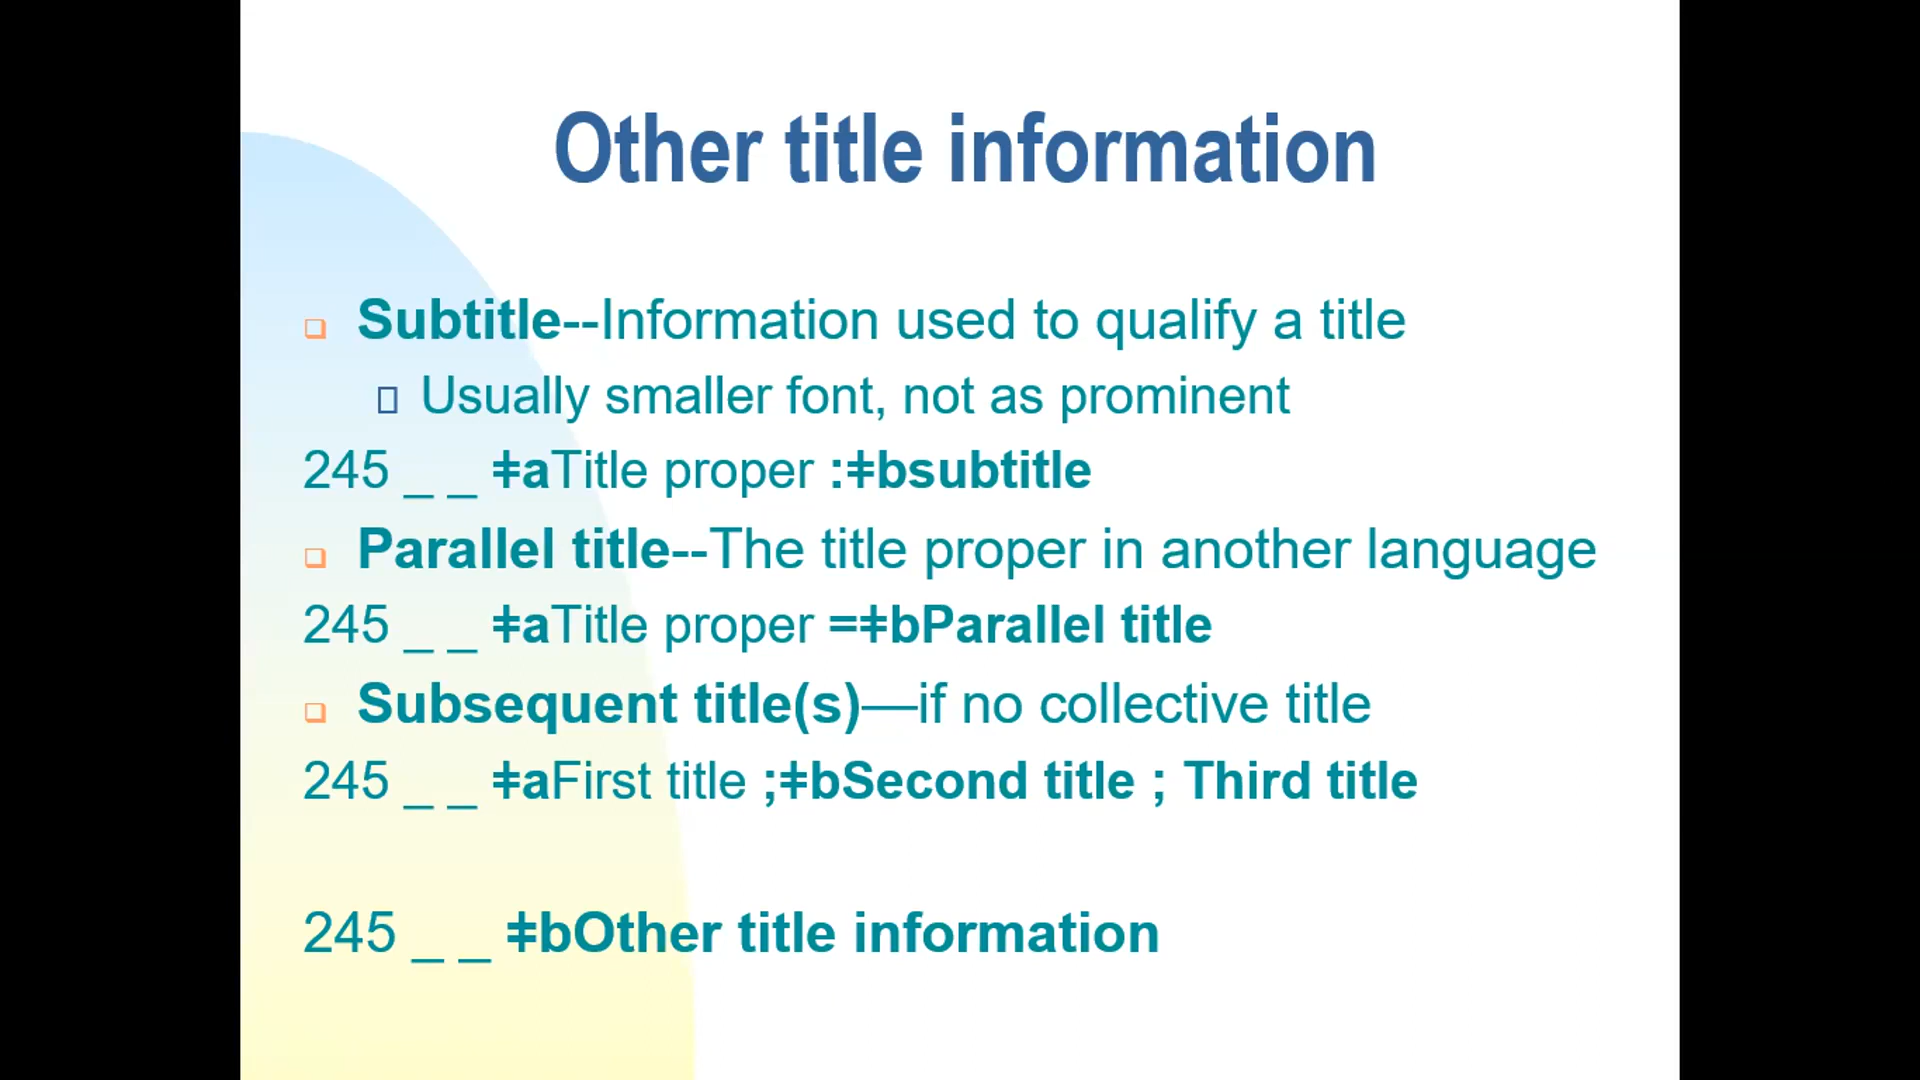 Other title information
Subtitle--Information used to qualify a title
Usually smaller font, not as prominent
245 _ _ ǂaTitle proper :ǂbsubtitle
Parallel title--The title proper in another language
245 _ _ ǂaTitle proper =ǂbParallel title
Subsequent title(s)—if no collective title
245 _ _ ǂaFirst title ;ǂbSecond title ; Third title
245 _ _ ǂbOther title information